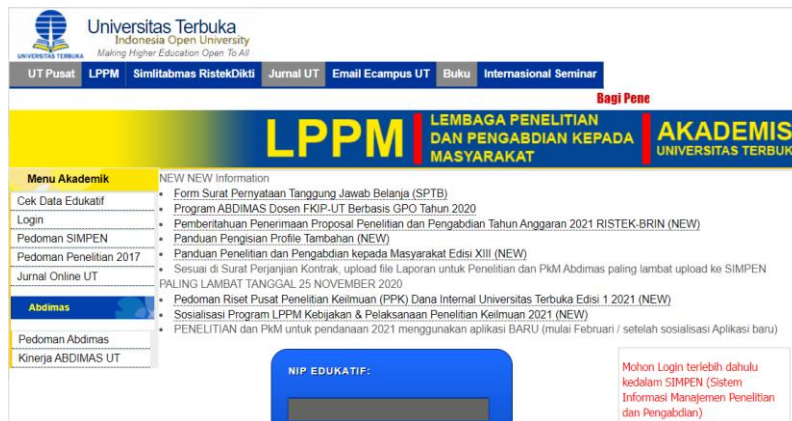 Universitas Terbuka
Indonesia Open University
Making Higher Education Open To All
UNIVERSITAS TERBUKA
UT Pusat LPPM Simlitabmas RistekDikti Jurnal UT Email Ecampus UT Buku Internasional Seminar
Bagi Pene
LPPM
LEMBAGA PENELITIAN
DAN PENGABDIAN KEPADA
MASYARAKAT
AKADEMIS
UNIVERSITAS TERBUK
Menu Akademik
Cek Data Edukatif
Login
Pedoman SIMPEN
Pedoman Penelitian 2017
Jurnal Online UT
Abdimas
Pedoman Abdimas
Kinerja ABDIMAS UT
NEW NEW Information
Form Surat Pernyataan Tanggung Jawab Belanja (SPTB)
Program ABDIMAS Dosen FKIP-UT Berbasis GPO Tahun 2020
Pemberitahuan Penerimaan Proposal Penelitian dan Pengabdian Tahun Anggaran 2021 RISTEK-BRIN (NEW)
Panduan Pengisian Profile Tambahan (NEW)
Panduan Penelitian dan Pengabdian kepada Masyarakat Edisi XIII (NEW)
Sesuai di Surat Perjanjian Kontrak, upload file Laporan untuk Penelitian dan PkM Abdimas paling lambat upload ke SIMPEN
PALING LAMBAT TANGGAL 25 NOVEMBER 2020
Pedoman Riset Pusat Penelitian Keilmuan (PPK) Dana Internal Universitas Terbuka Edisi 1 2021 (NEW)
Sosialisasi Program LPPM Kebijakan & Pelaksanaan Penelitian Keilmuan 2021 (NEW)
PENELITIAN dan PkM untuk pendanaan 2021 menggunakan aplikasi BARU (mulai Februari / setelah sosialisasi Aplikasi baru)
NIP EDUKATIF:
Mohon Login terlebih dahulu
kedalam SIMPEN (Sistem
Informasi Manajemen Penelitian
dan Pengabdian)